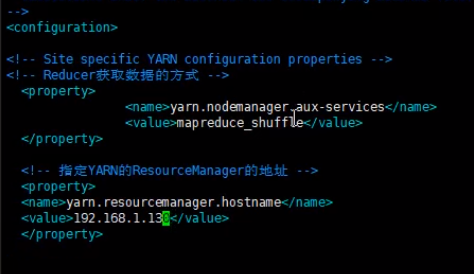 -->
<configuration>
<!-- Site specific YARN configuration properties -->
<!-- Reducer获取数据的方式 -->
<property>
<name>yarn.nodemanager.aux-services</name>
<value>mapreduce_shuffle</value>
</property>
<!-- 指定YARN的ResourceManager的地址 -->
<property>
<name>yarn.resourcemanager.hostname</name>
<value>192.168.1.130</value>
</property>